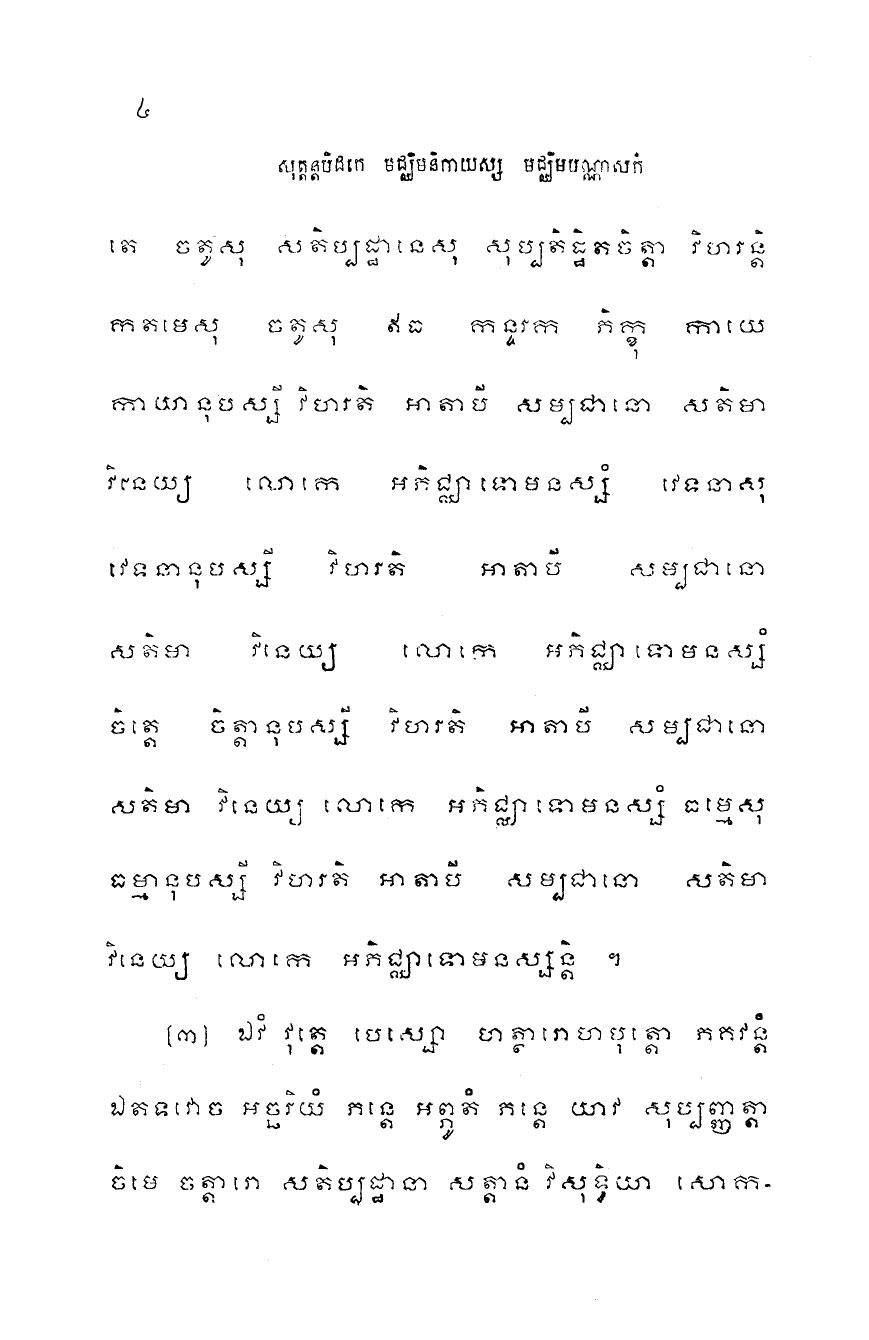 ៤
សុត្តន្តបិដកេ មជ្ឈិមនិកាយស្ស មជ្ឈិមបណ្ណាសកំ
តេ ចតូសុ សតិប្បដ្ឋានេសុ សុប្បតិដ្ឋិតចិត្តា វិហរន្តិ
កតមេសុ ចតូសុ ឥធ កន្ទរក ភិក្ខុ កាយេ
កាយានុបស្សី វិហរតិ អាតាបី សម្បជានោ សតិមា
វិនេយ្យ លោកេ អភិជ្ឈាទោមនស្សំ វេទនាសុ
វេទនានុបស្សី វិហរតិ អាតាបី សម្បជានោ
សតិមា វិនេយ្យ លោកេ អភិជ្ឈាទោមនស្សំ
ចិត្តេ ចិត្តានុបស្សី វិហរតិ អាតាបី សម្បជានោ
សតិមា វិនេយ្យ លោកេ អភិជ្ឈាទោមនស្សំ ធម្មេសុ
ធម្មានុបស្សី វិហរតិ អាតាបី សម្បជានោ សតិមា
វិនេយ្យ លោកេ អភិជ្ឈាទោមនស្សន្តិ ។
[៣] ឯវំ វុត្តេ បេស្សោ ហត្ថារោហបុត្តោ ភគវន្តំ
ឯតទវោច អច្ឆរិយំ ភន្តេ អព្ភូតំ ភន្តេ យាវ សុប្បញ្ញត្តា
ចិមេ ចត្តារោ សតិប្បដ្ឋានា សត្តានំ វិសុទ្ធិយា សោក-